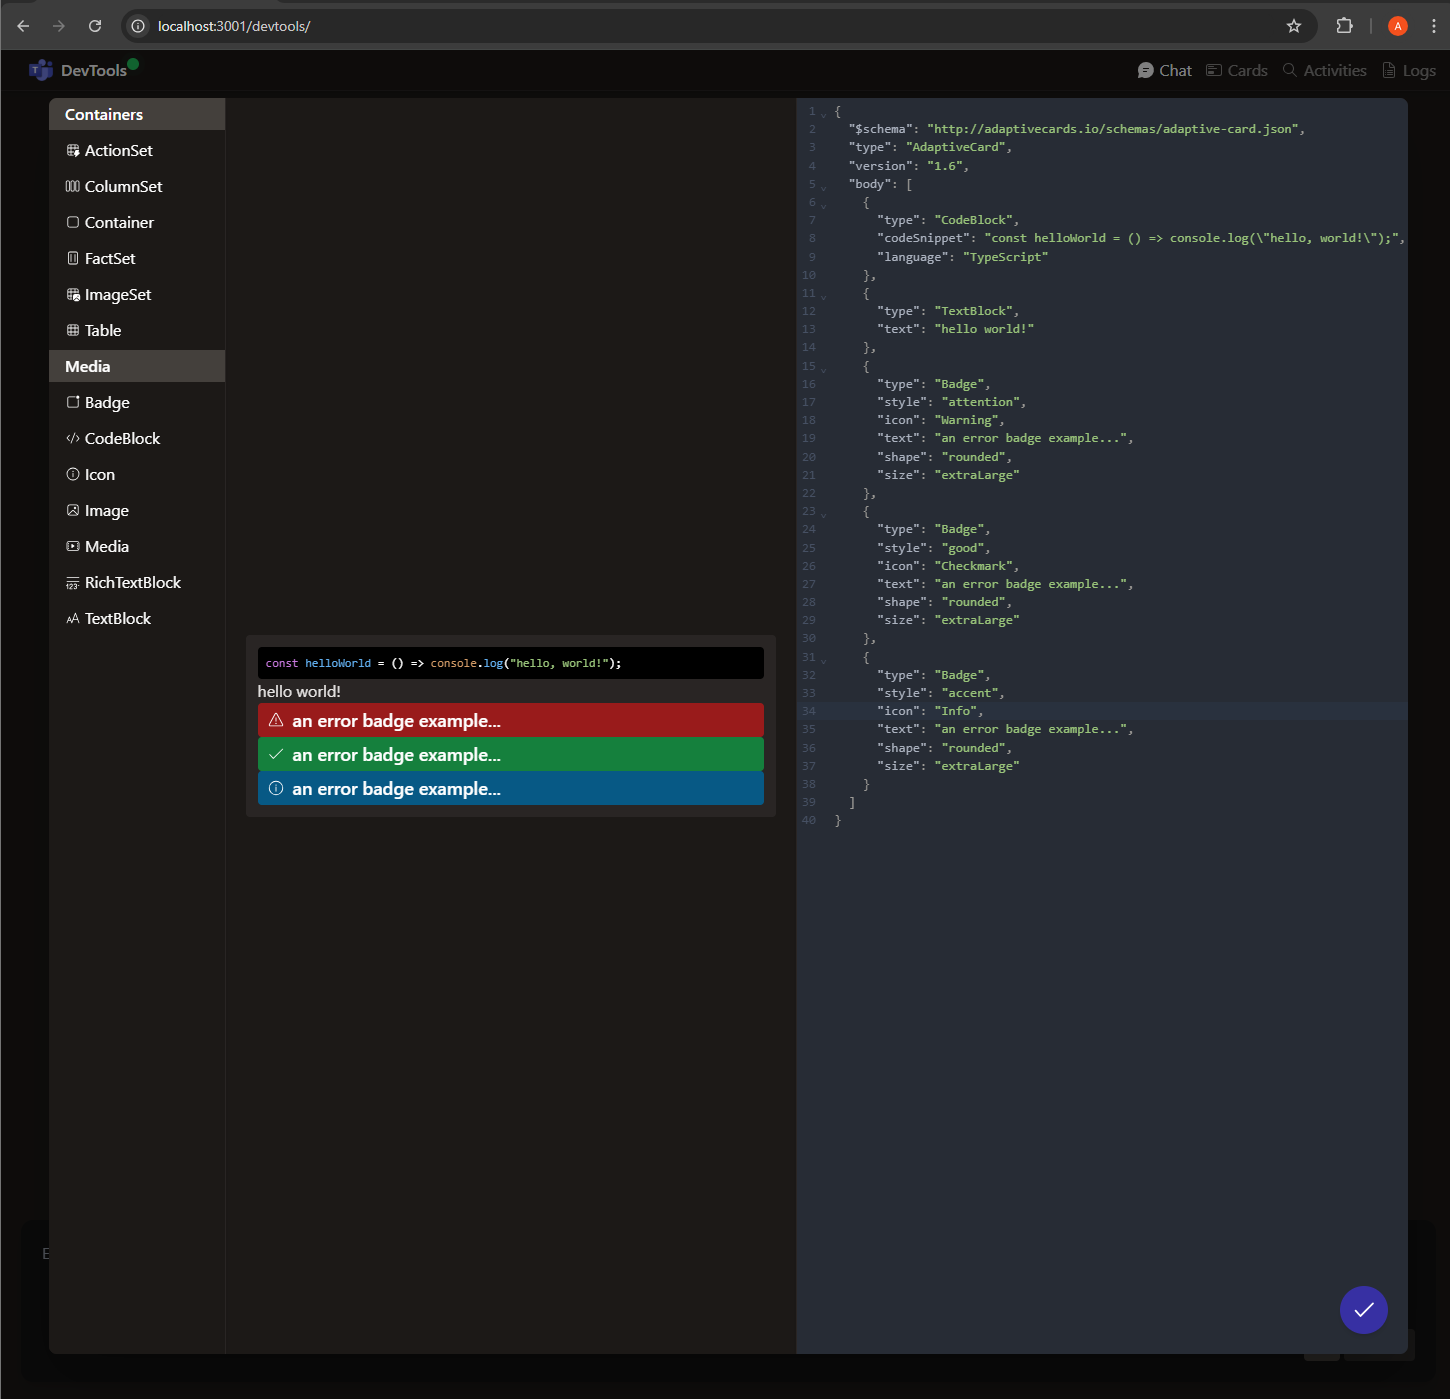 localhost:3001/devtools/
A
DevTools
Chat
Cards
Activities
Logs
Containers
ActionSet
ColumnSet
Container
FactSet
ImageSet
Table
Media
Badge
CodeBlock
Icon
Image
Media
RichTextBlock
TextBlock
const helloWorld = () => console.log("hello, world!");
hello world!
an error badge example...
an error badge example...
an error badge example...
1 {
2 "$schema": "http://adaptivecards.io/schemas/adaptive-card.json",
3 "type": "AdaptiveCard",
4 "version": "1.6",
5 "body": [
6 {
7 "type": "CodeBlock",
8 "codeSnippet": "const helloWorld = () => console.log(\"hello, world!\");",
9 "language": "TypeScript"
10 },
11 {
12 "type": "TextBlock",
13 "text": "hello world!"
14 },
15 {
16 "type": "Badge",
17 "style": "attention",
18 "icon": "Warning",
19 "text": "an error badge example...",
20 "shape": "rounded",
21 "size": "extraLarge"
22 },
23 {
24 "type": "Badge",
25 "style": "good",
26 "icon": "Checkmark",
27 "text": "an error badge example...",
28 "shape": "rounded",
29 "size": "extraLarge"
30 },
31 {
32 "type": "Badge",
33 "style": "accent",
34 "icon": "Info",
35 "text": "an error badge example...",
36 "shape": "rounded",
37 "size": "extraLarge"
38 }
39 ]
40 }